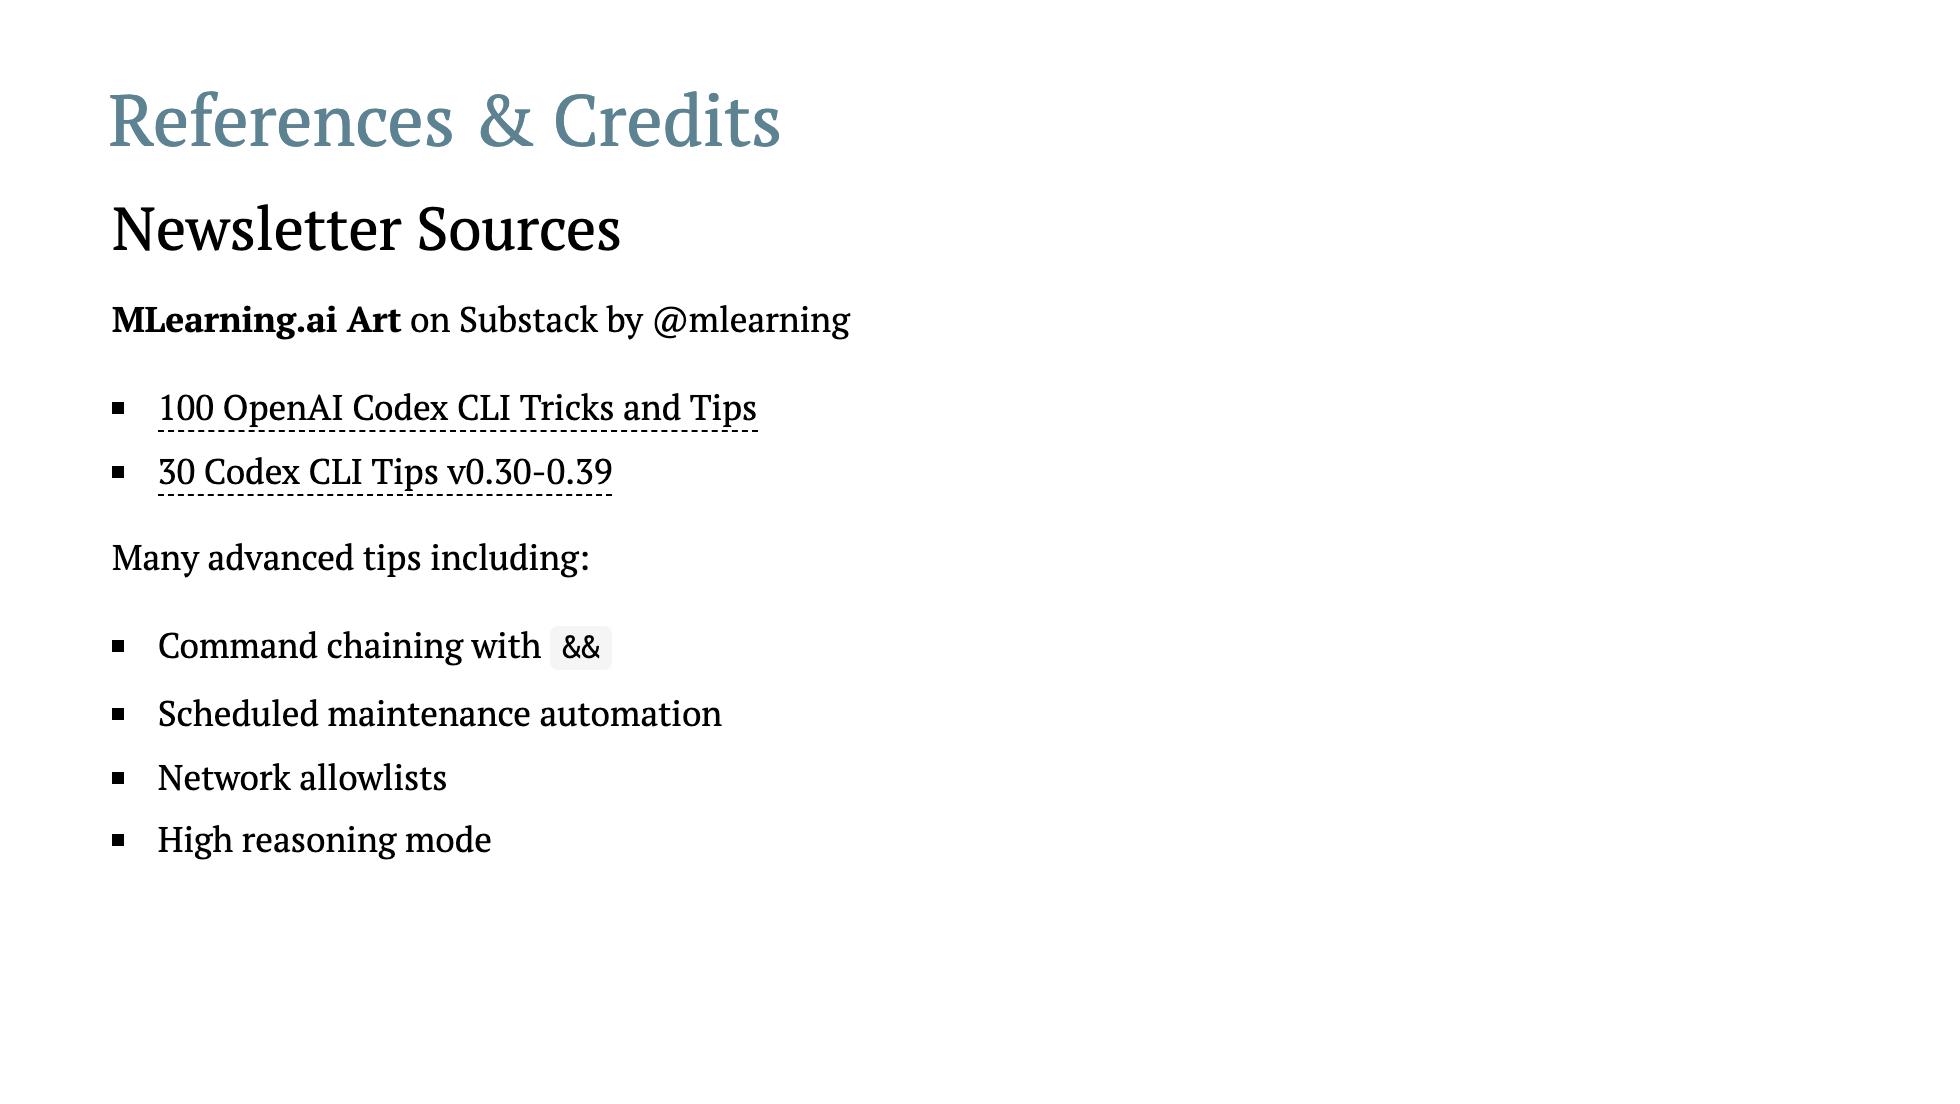 References & Credits
Newsletter Sources
MLearning.ai Art on Substack by @mlearning
▪ 100 OpenAI Codex CLI Tricks and Tips
▪ 30 Codex CLI Tips v0.30-0.39
Many advanced tips including:
▪ Command chaining with &&
▪ Scheduled maintenance automation
▪ Network allowlists
▪ High reasoning mode